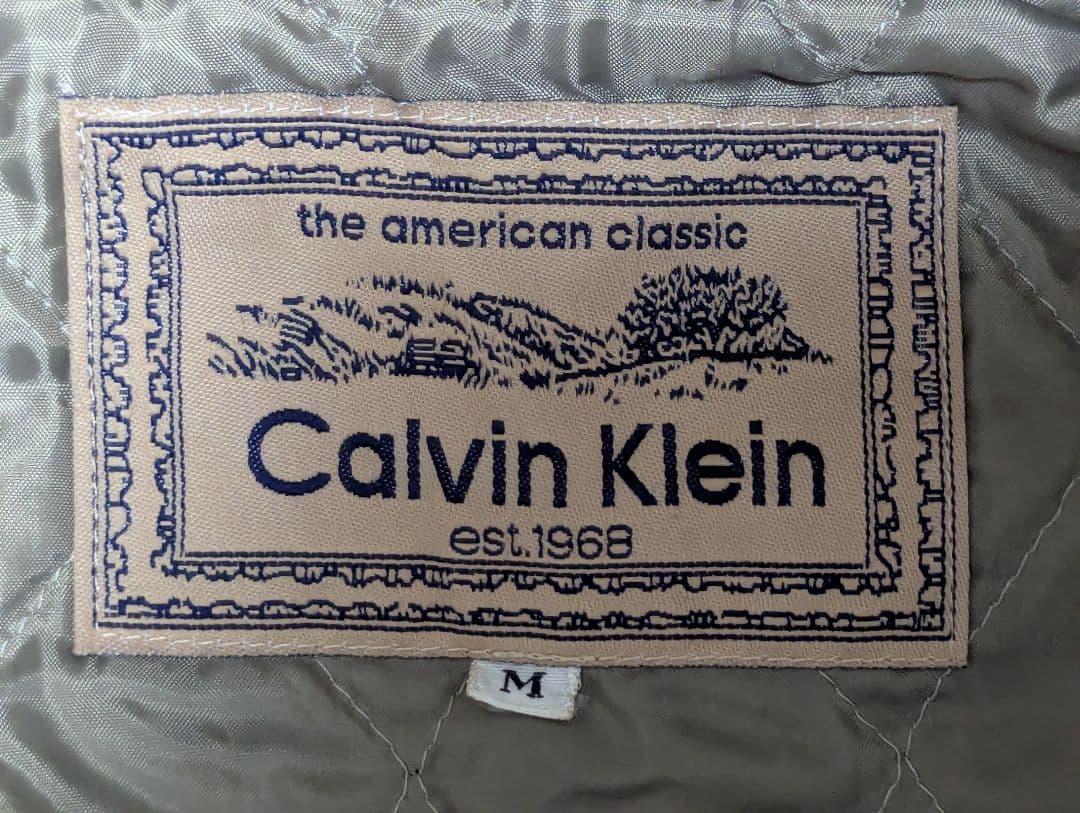 the american classic
Calvin Klein
est.1968
M